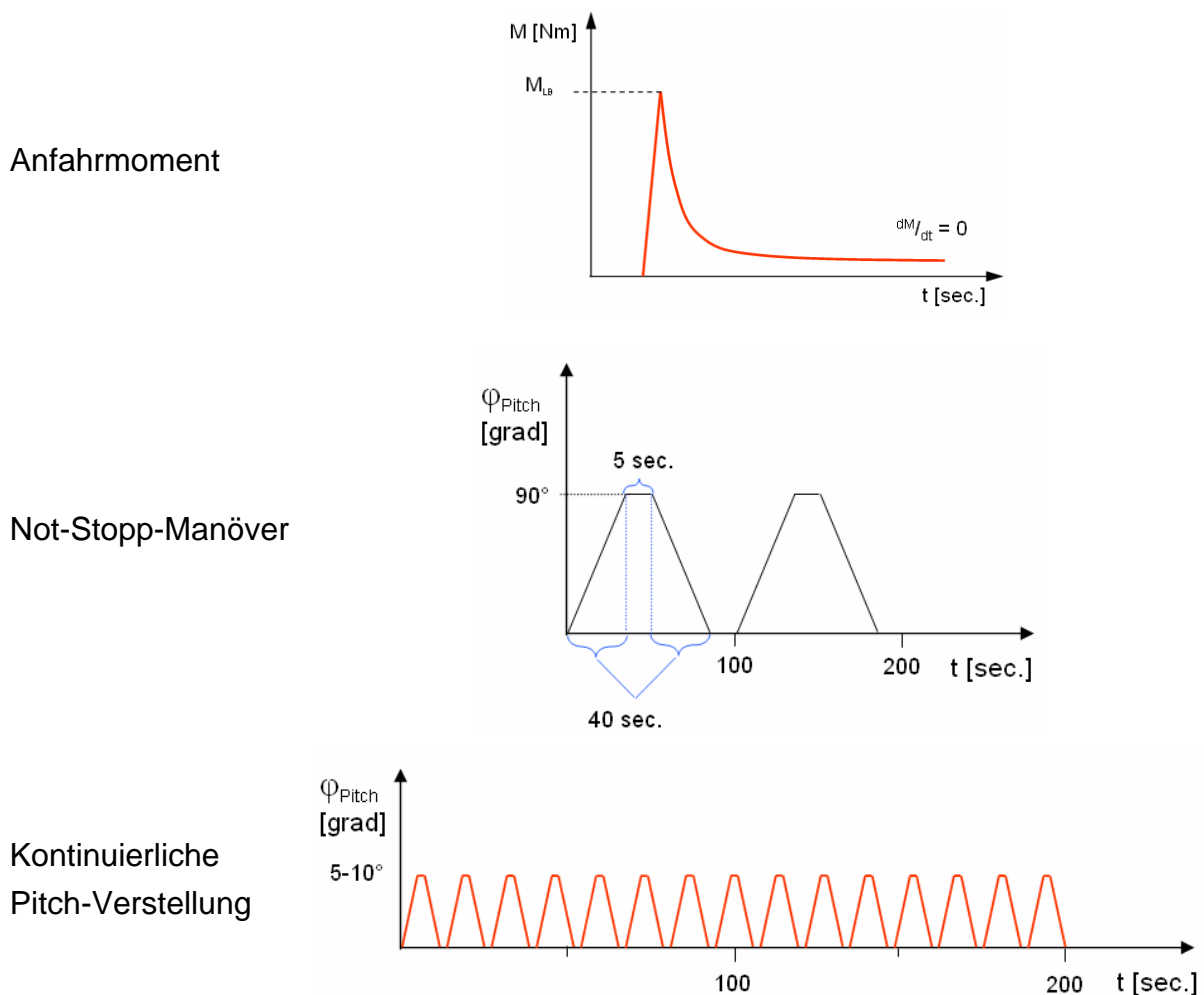 Anfahrmoment
M [Nm]
M_LB
dM/dt = 0
t [sec.]
Not-Stopp-Manöver
φPitch
[grad]
5 sec.
90°
100
200
t [sec.]
40 sec.
Kontinuierliche
Pitch-Verstellung
φPitch
[grad]
5-10°
100
200
t [sec.]